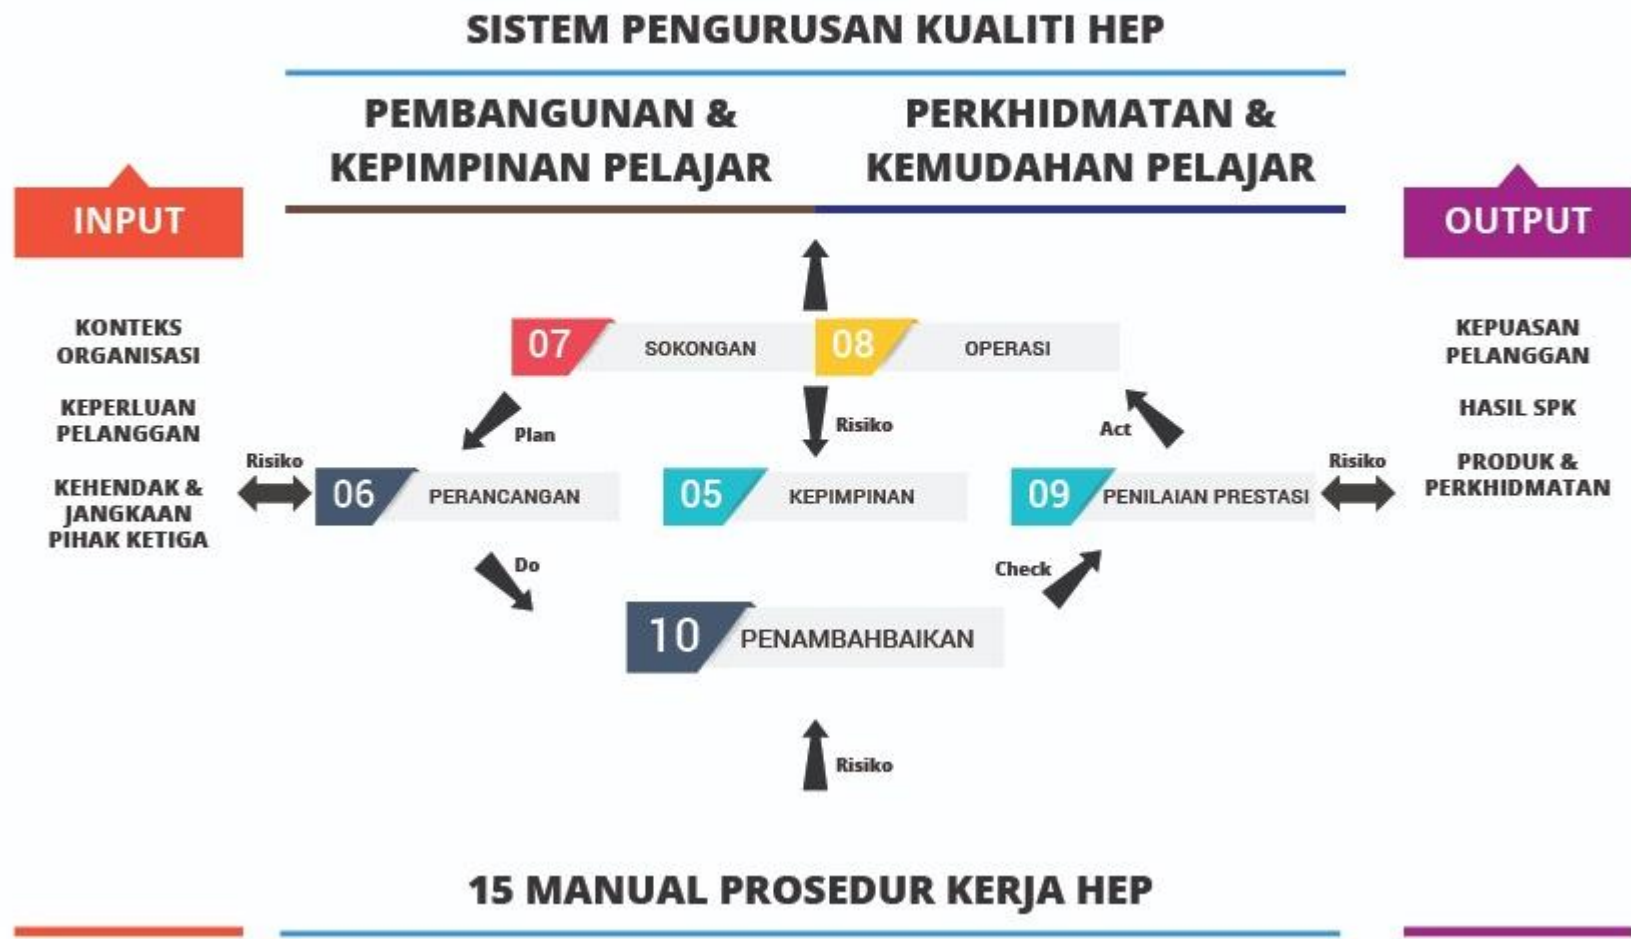 SISTEM PENGURUSAN KUALITI HEP
PEMBANGUNAN &
KEPIMPINAN PELAJAR
PERKHIDMATAN &
KEMUDAHAN PELAJAR
INPUT
KONTEKS
ORGANISASI
KEPERLUAN
PELANGGAN
KEHENDAK &
JANGKAAN
PIHAK KETIGA
07
SOKONGAN
08
OPERASI
Plan
Risiko
Act
Risiko
06
PERANCANGAN
05
KEPIMPINAN
09
PENILAIAN PRESTASI
Risiko
Do
Check
10
PENAMBAHBAIKAN
Risiko
OUTPUT
KEPUASAN
PELANGGAN
HASIL SPK
PRODUK &
PERKHIDMATAN
15 MANUAL PROSEDUR KERJA HEP